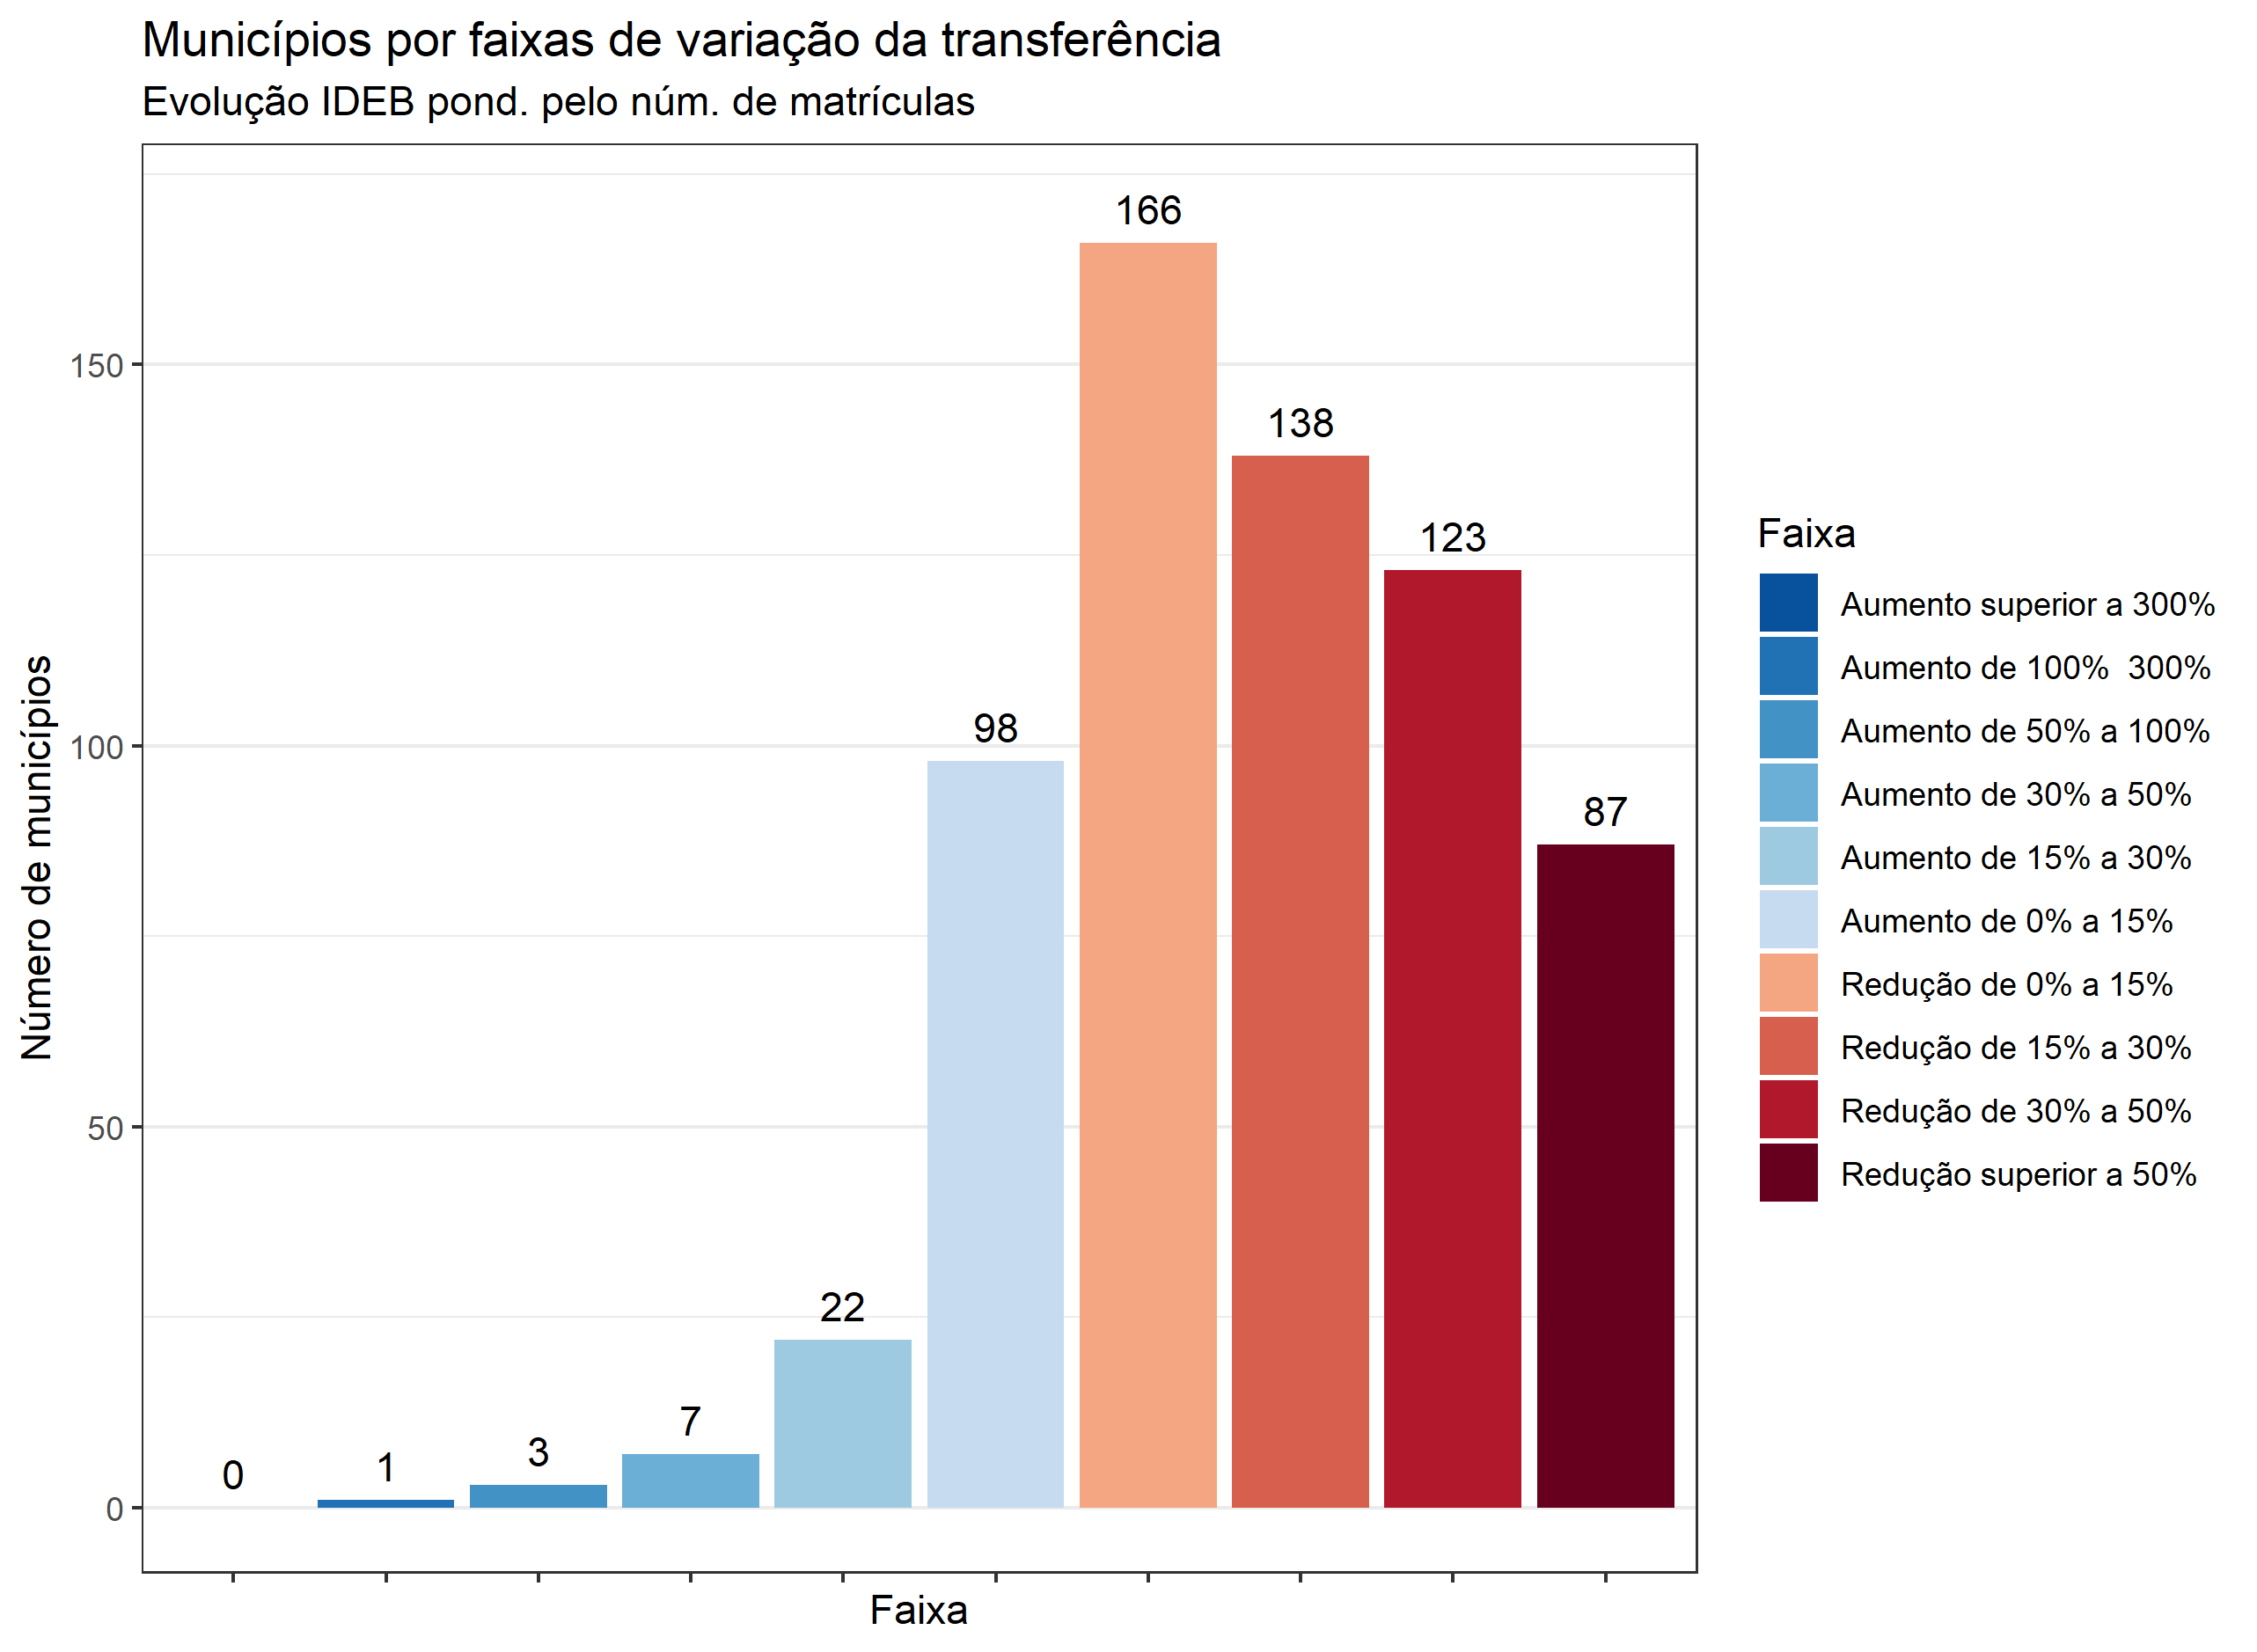 Municípios por faixas de variação da transferência
Evolução IDEB pond. pelo núm. de matrículas
Número de municípios
150
100
50
0
0
1
3
7
22
98
166
138
123
87
Faixa
Faixa
Aumento superior a 300%
Aumento de 100%  300%
Aumento de 50% a 100%
Aumento de 30% a 50%
Aumento de 15% a 30%
Aumento de 0% a 15%
Redução de 0% a 15%
Redução de 15% a 30%
Redução de 30% a 50%
Redução superior a 50%